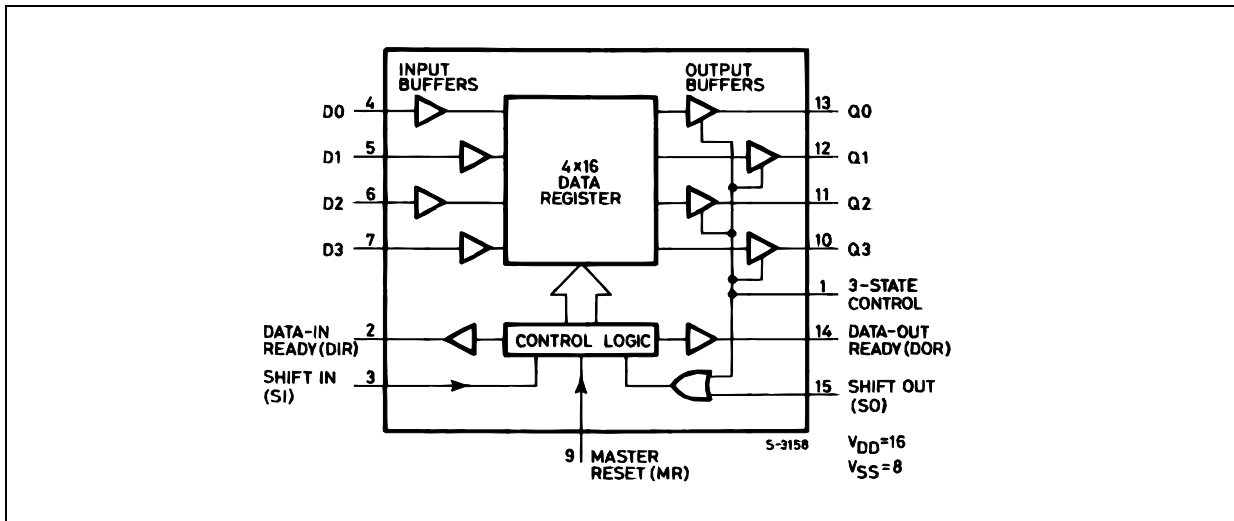 INPUT
BUFFERS
OUTPUT
BUFFERS
D0
4
13
Q0
D1
5
12
Q1
4x16
DATA
REGISTER
D2
6
11
Q2
D3
7
10
Q3
1
3-STATE
CONTROL
DATA-IN
READY(DIR)
2
CONTROL LOGIC
14
DATA-OUT
READY(DOR)
SHIFT IN
(SI)
3
15
SHIFT OUT
(SO)
S-3158
9
MASTER
RESET(MR)
VDD=16
VSS=8